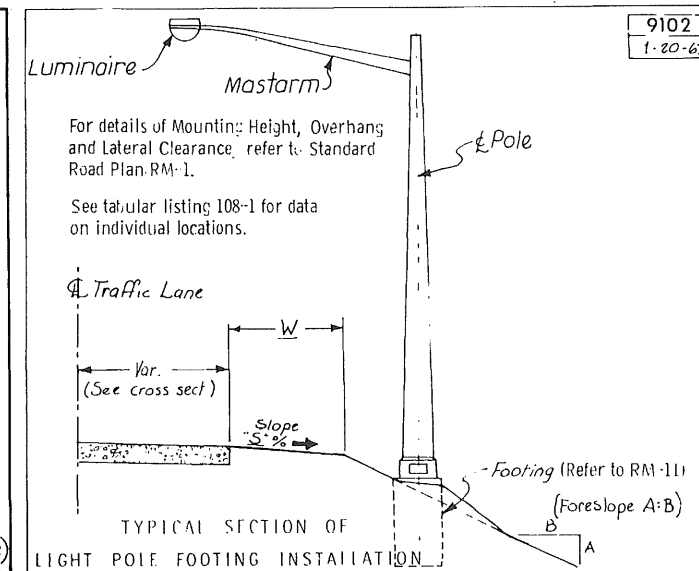 9102
1-20-6
Luminaire
Mastarm
For details of Mounting Height, Overhang
and Lateral Clearance, refer to Standard
Road Plan RM-1.
℄ Pole
See tabular listing 108-1 for data
on individual locations.
℄ Traffic Lane
W
Var.
(See cross sect)
Slope
"S" %
Footing (Refer to RM-11)
(Foreslope A:B)
B
A
TYPICAL SECTION OF
LIGHT POLE FOOTING INSTALLATION